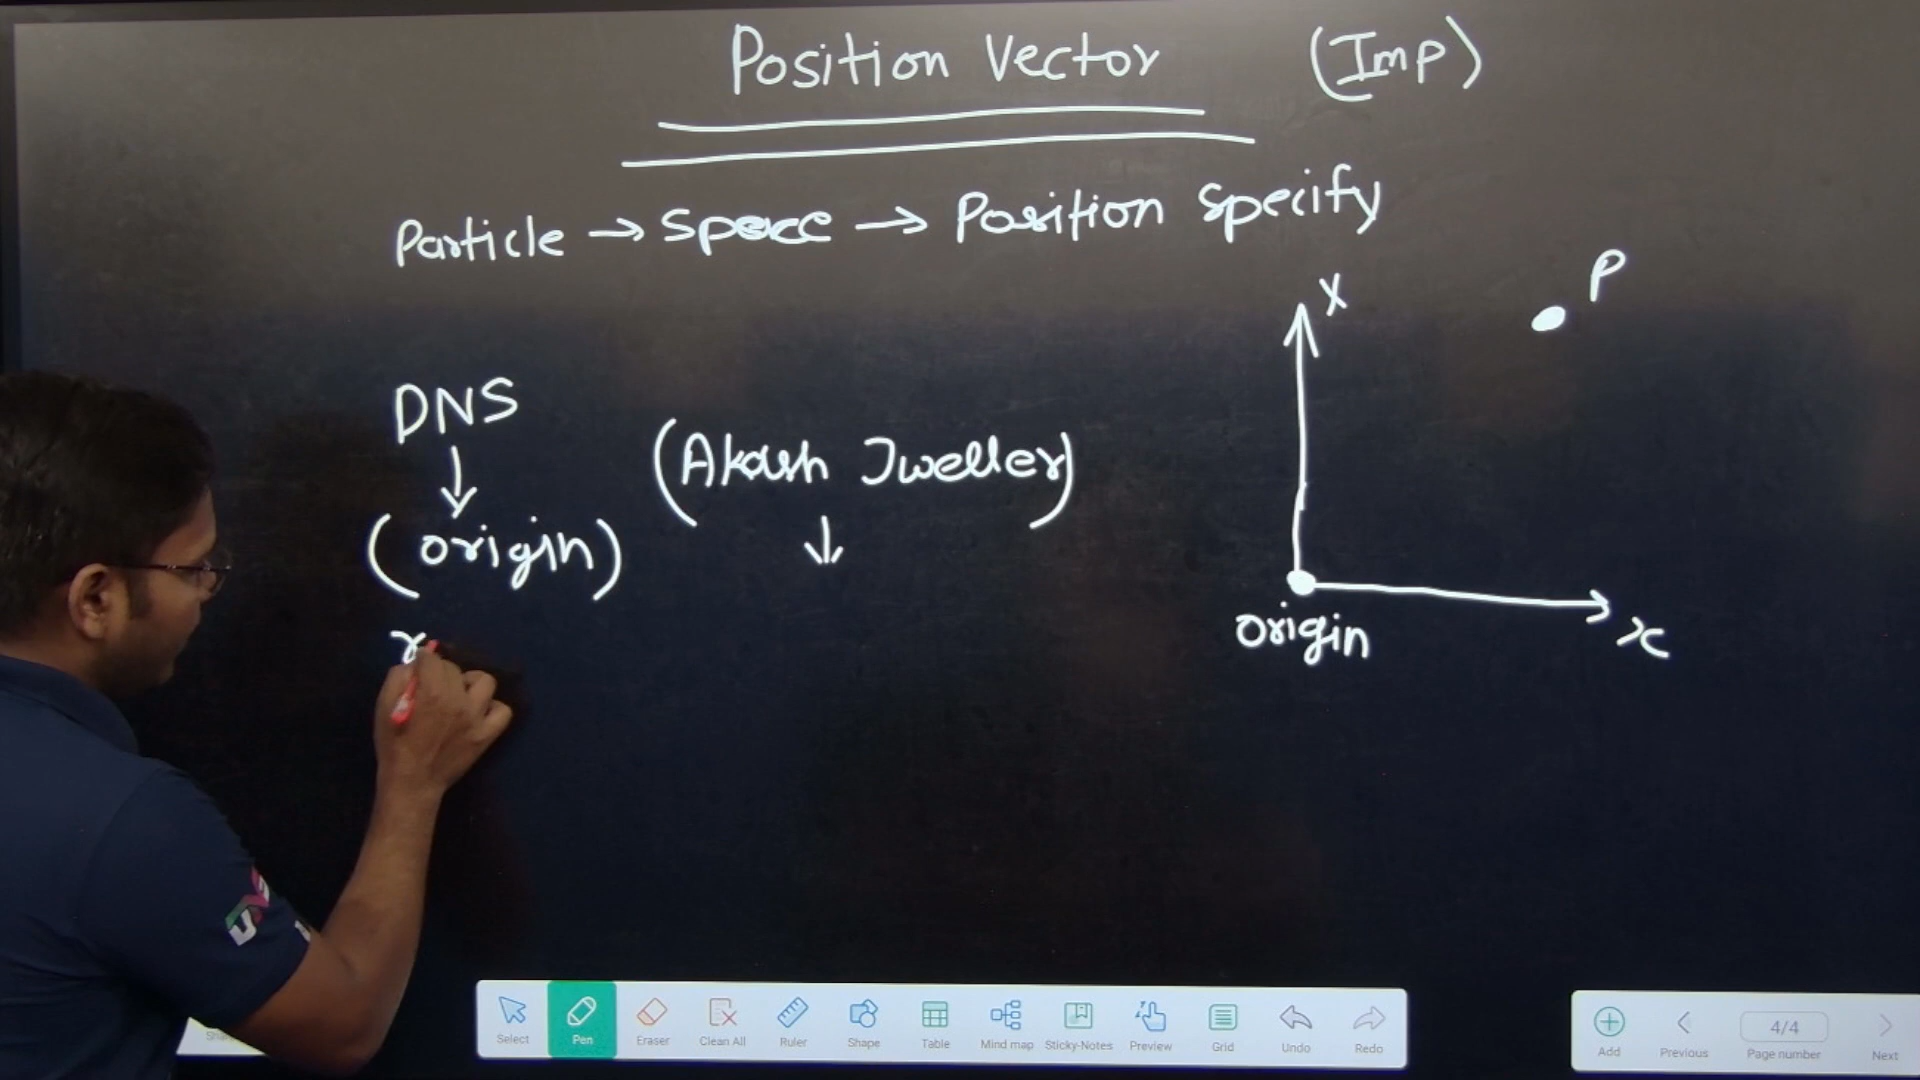 Position Vector (Imp)
Particle → Space → Position Specify
P
X
DNS
↓
(Akash Jweller)
↓
(origin)
r
origin
x
Select Pen Eraser Clean All Ruler Shape Table Mind map Sticky-Notes Preview Grid Undo Redo
4/4
Add Previous Page number Next